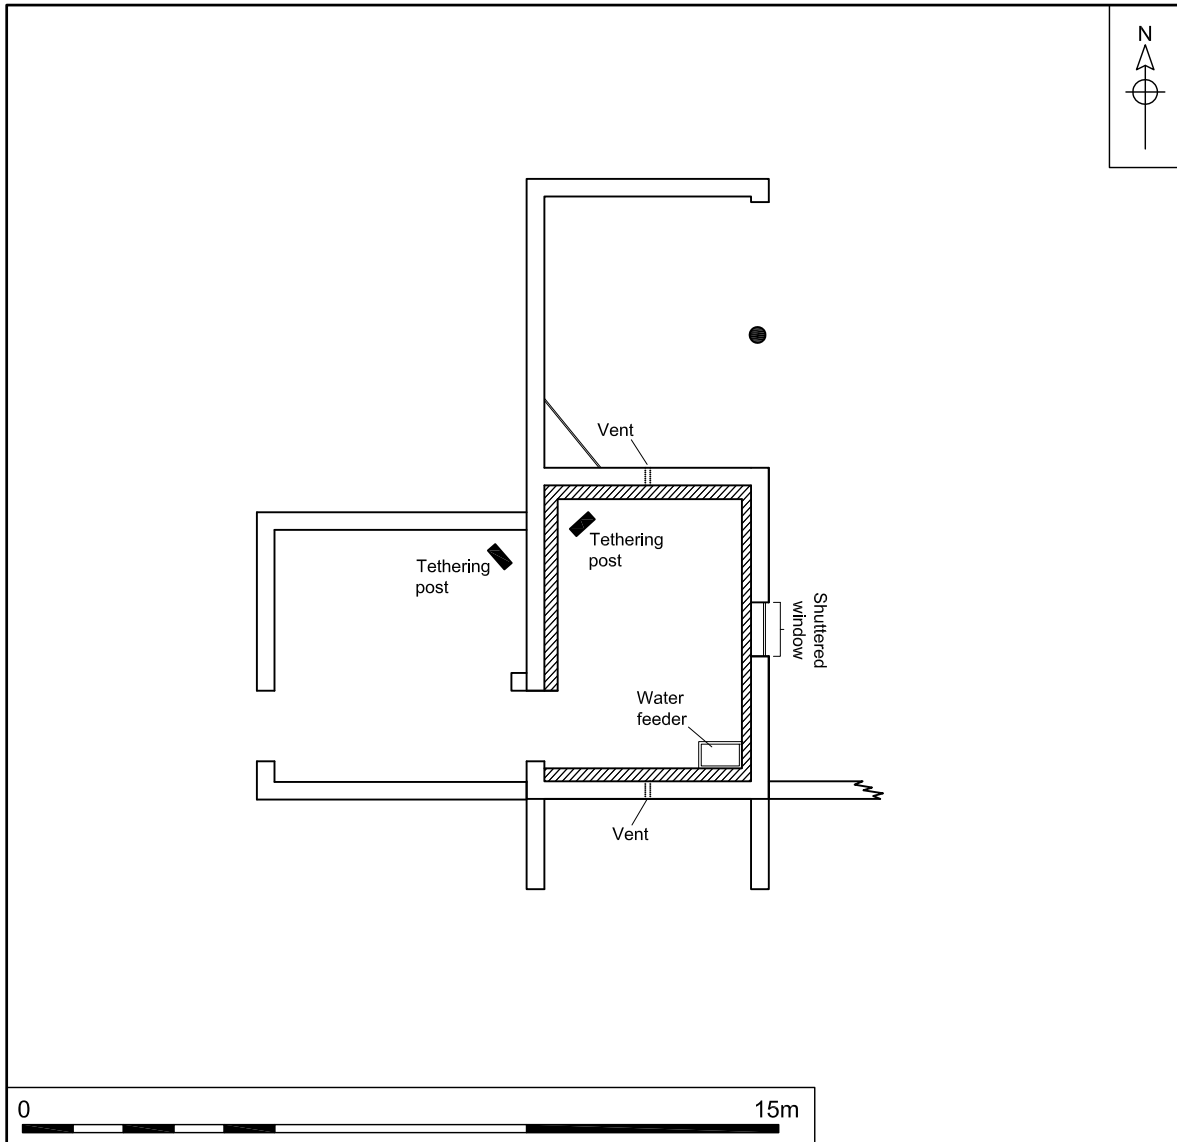 N
Vent
Tethering
post
Tethering
post
Shuttered
window
Water
feeder
Vent
0
15m